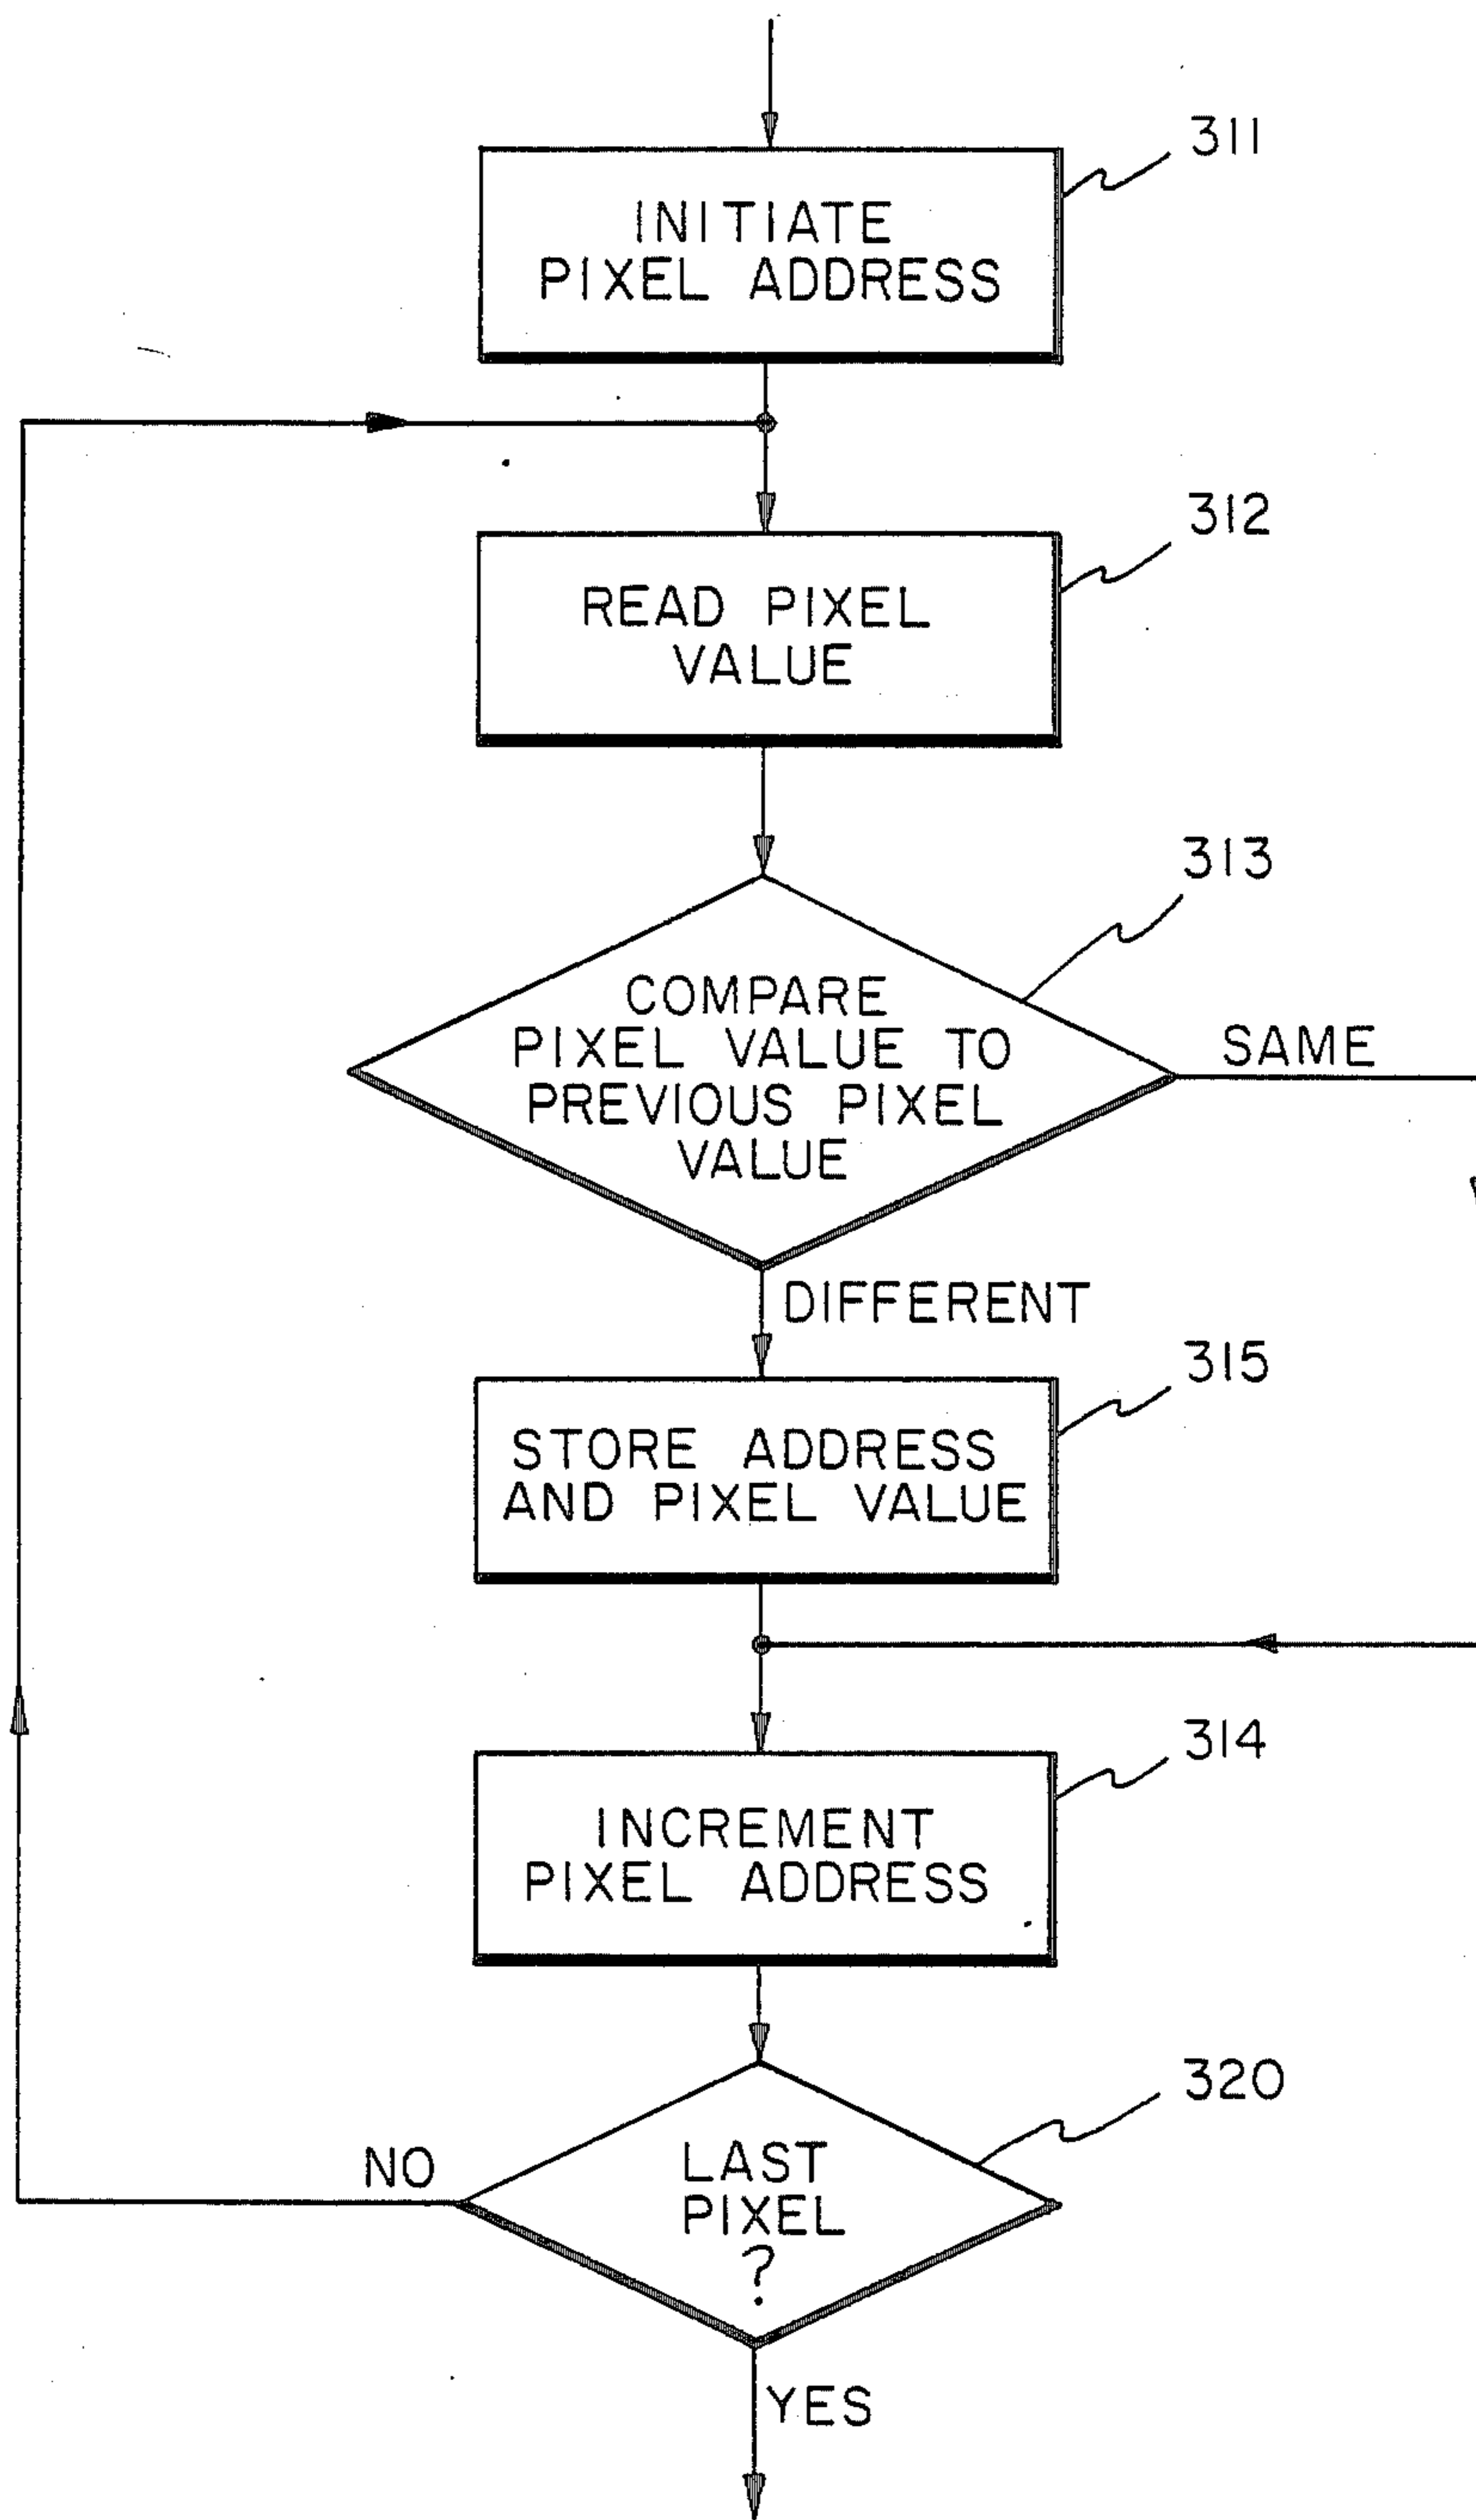 311
INITIATE
PIXEL ADDRESS
312
READ PIXEL
VALUE
313
COMPARE
PIXEL VALUE TO
PREVIOUS PIXEL
VALUE
SAME
DIFFERENT
315
STORE ADDRESS
AND PIXEL VALUE
314
INCREMENT
PIXEL ADDRESS
320
NO
LAST
PIXEL
?
YES